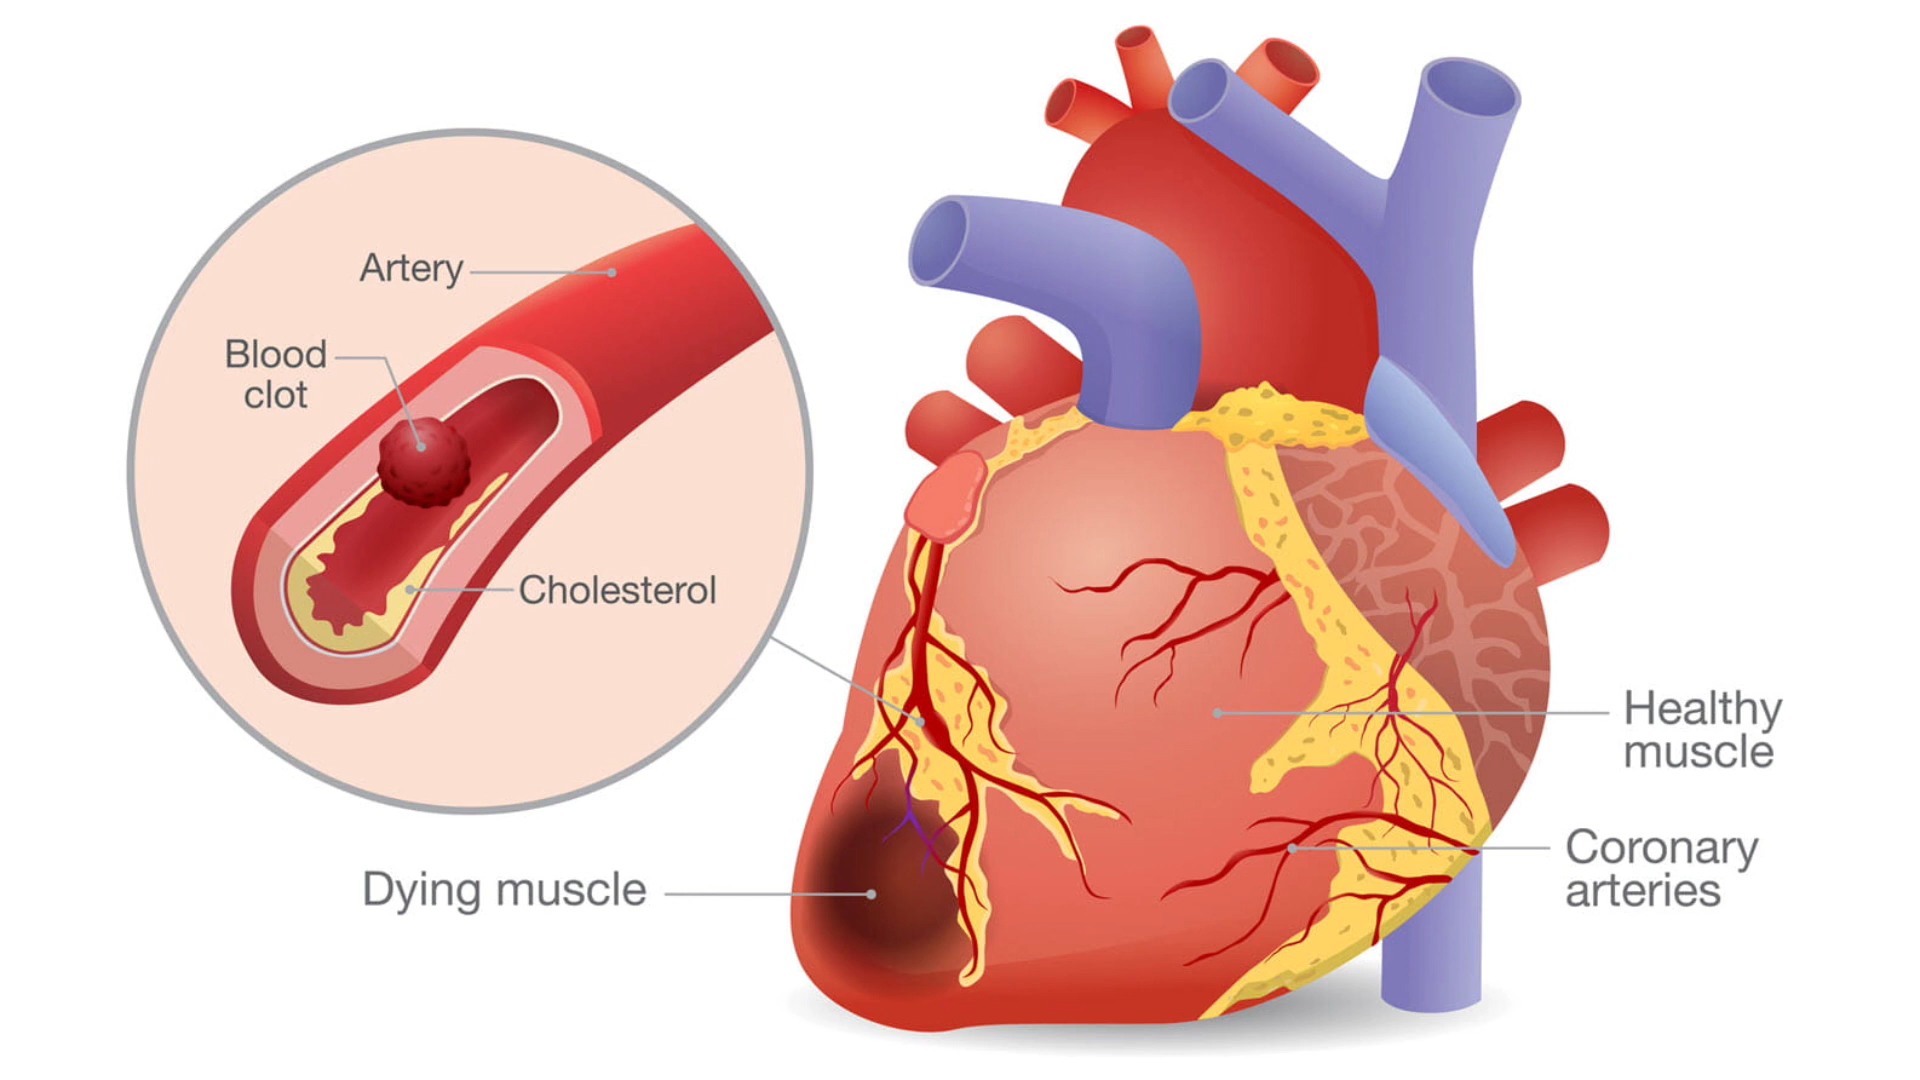 Artery
Blood
clot
Cholesterol
Dying muscle
Healthy
muscle
Coronary
arteries